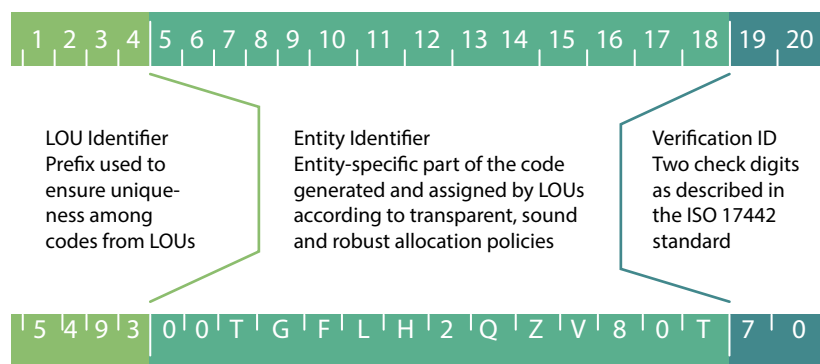 1 2 3 4 5 6 7 8 9 10 11 12 13 14 15 16 17 18 19 20
LOU Identifier
Prefix used to
ensure unique-
ness among
codes from LOUs
Entity Identifier
Entity-specific part of the code
generated and assigned by LOUs
according to transparent, sound
and robust allocation policies
Verification ID
Two check digits
as described in
the ISO 17442
standard
5 4 9 3 0 0 T G F L H 2 Q Z V 8 0 T 7 0